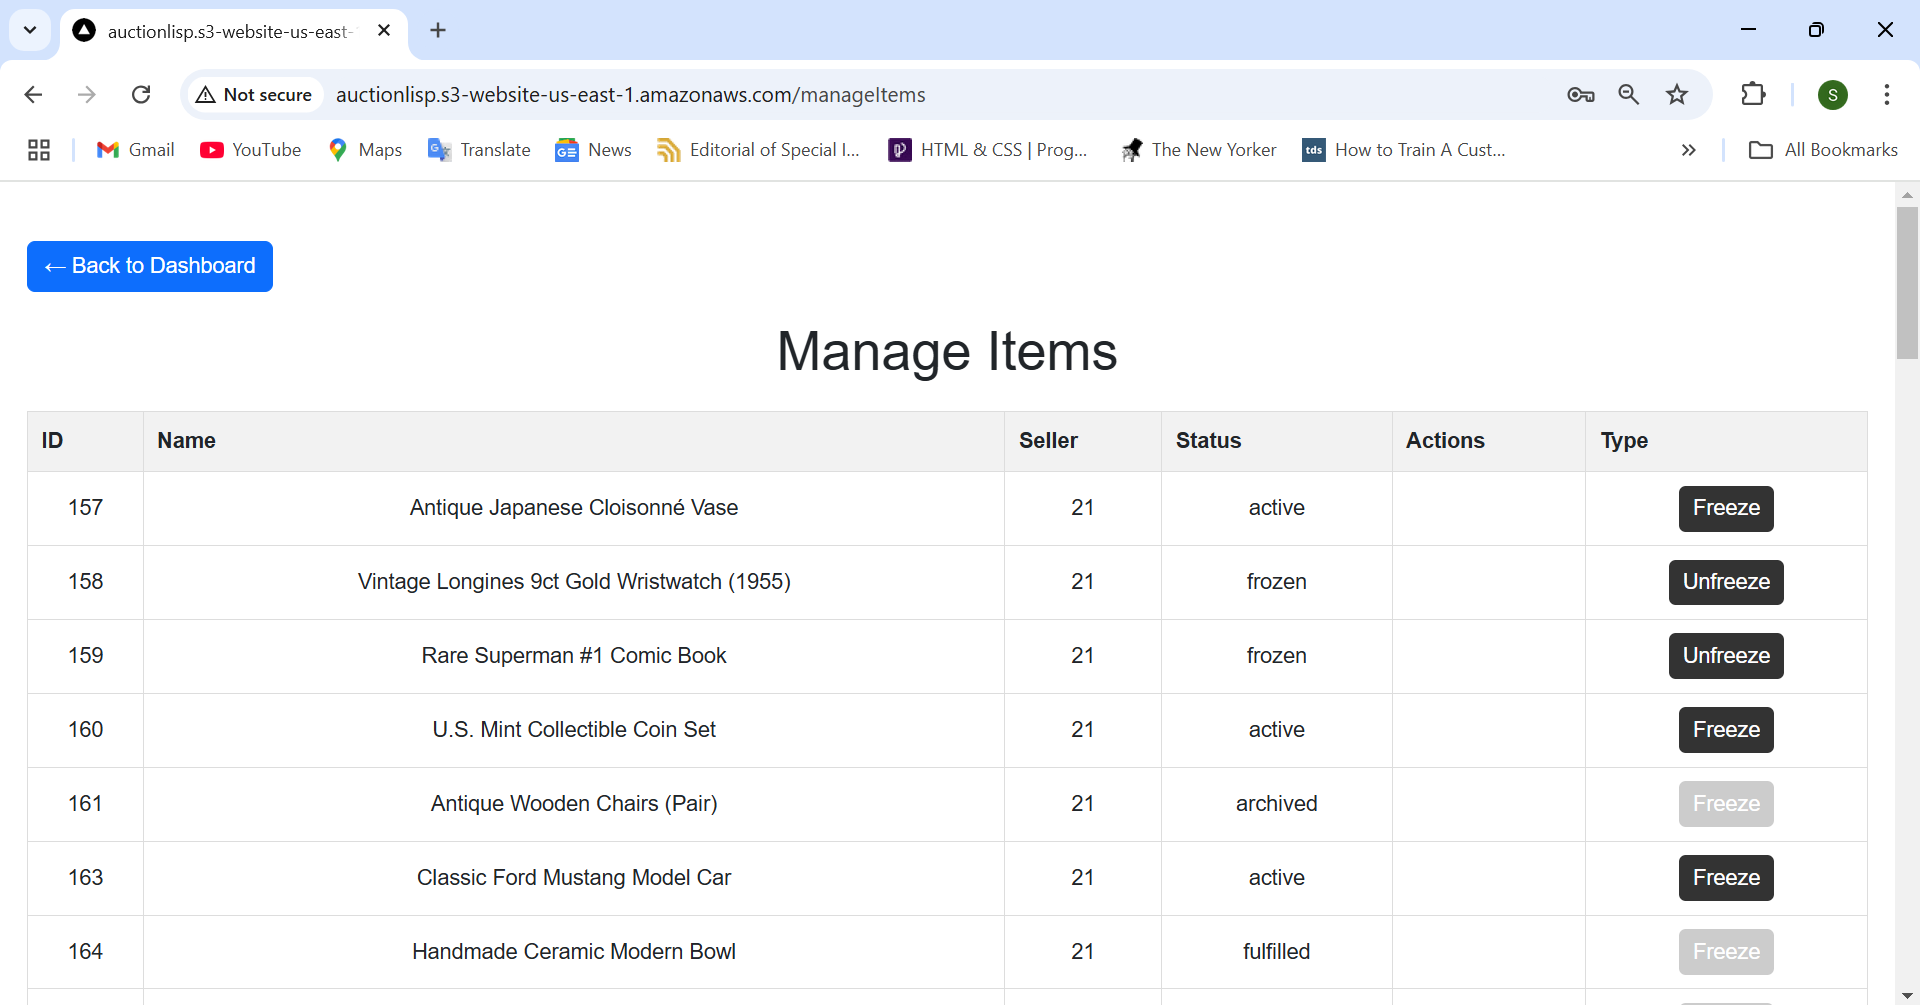 auctionlisp.s3-website-us-east-
Not secure auctionlisp.s3-website-us-east-1.amazonaws.com/manageItems S
Gmail YouTube Maps Translate News Editorial of Special I... HTML & CSS | Prog... The New Yorker tds How to Train A Cust... » All Bookmarks
← Back to Dashboard
Manage Items
ID Name Seller Status Actions Type
157 Antique Japanese Cloisonné Vase 21 active Freeze
158 Vintage Longines 9ct Gold Wristwatch (1955) 21 frozen Unfreeze
159 Rare Superman #1 Comic Book 21 frozen Unfreeze
160 U.S. Mint Collectible Coin Set 21 active Freeze
161 Antique Wooden Chairs (Pair) 21 archived Freeze
163 Classic Ford Mustang Model Car 21 active Freeze
164 Handmade Ceramic Modern Bowl 21 fulfilled Freeze